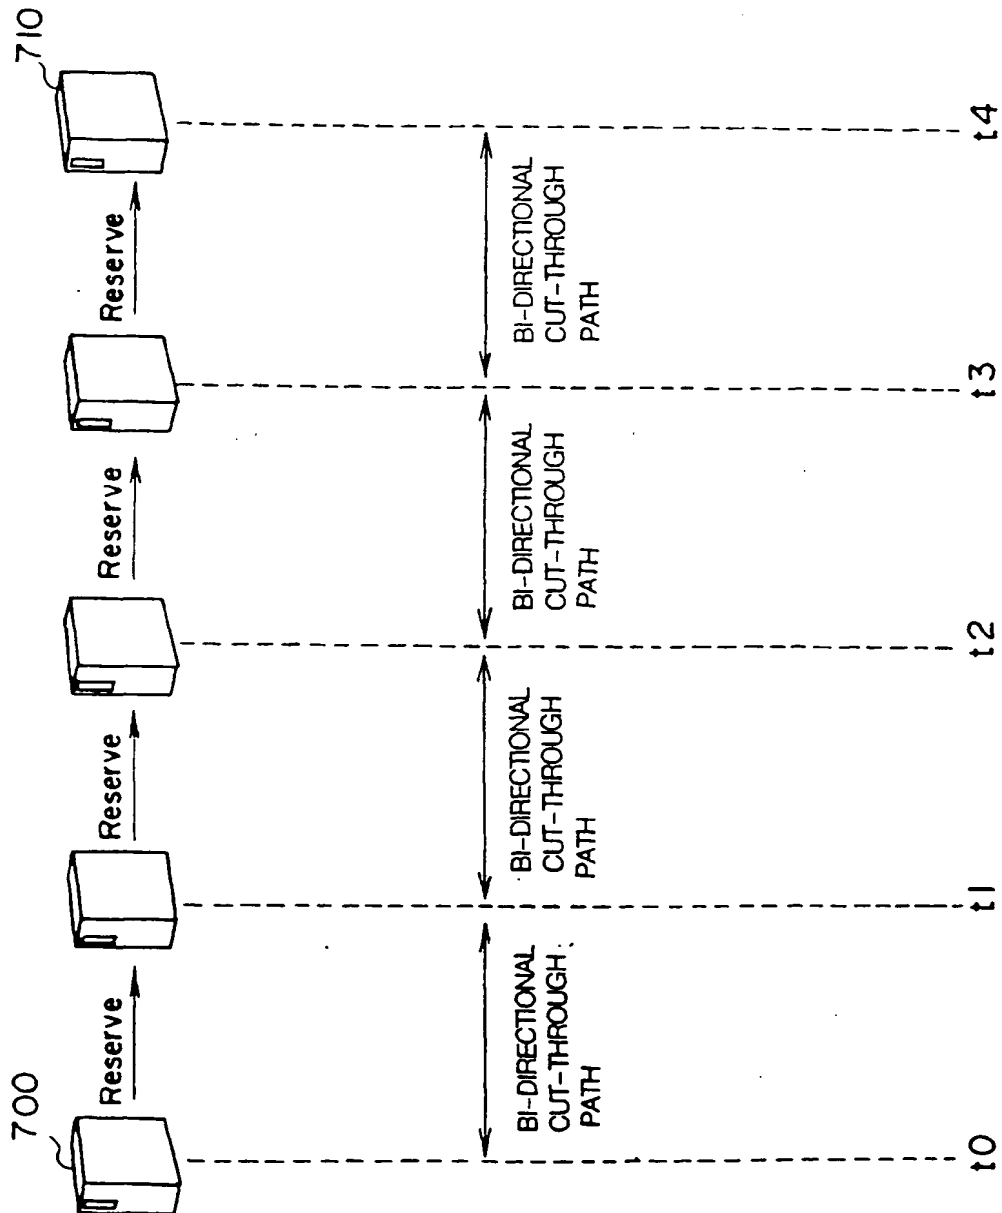 700
710
Reserve
Reserve
Reserve
Reserve
BI-DIRECTIONAL
CUT-THROUGH
PATH
BI-DIRECTIONAL
CUT-THROUGH
PATH
BI-DIRECTIONAL
CUT-THROUGH
PATH
BI-DIRECTIONAL
CUT-THROUGH
PATH
t0
t1
t2
t3
t4